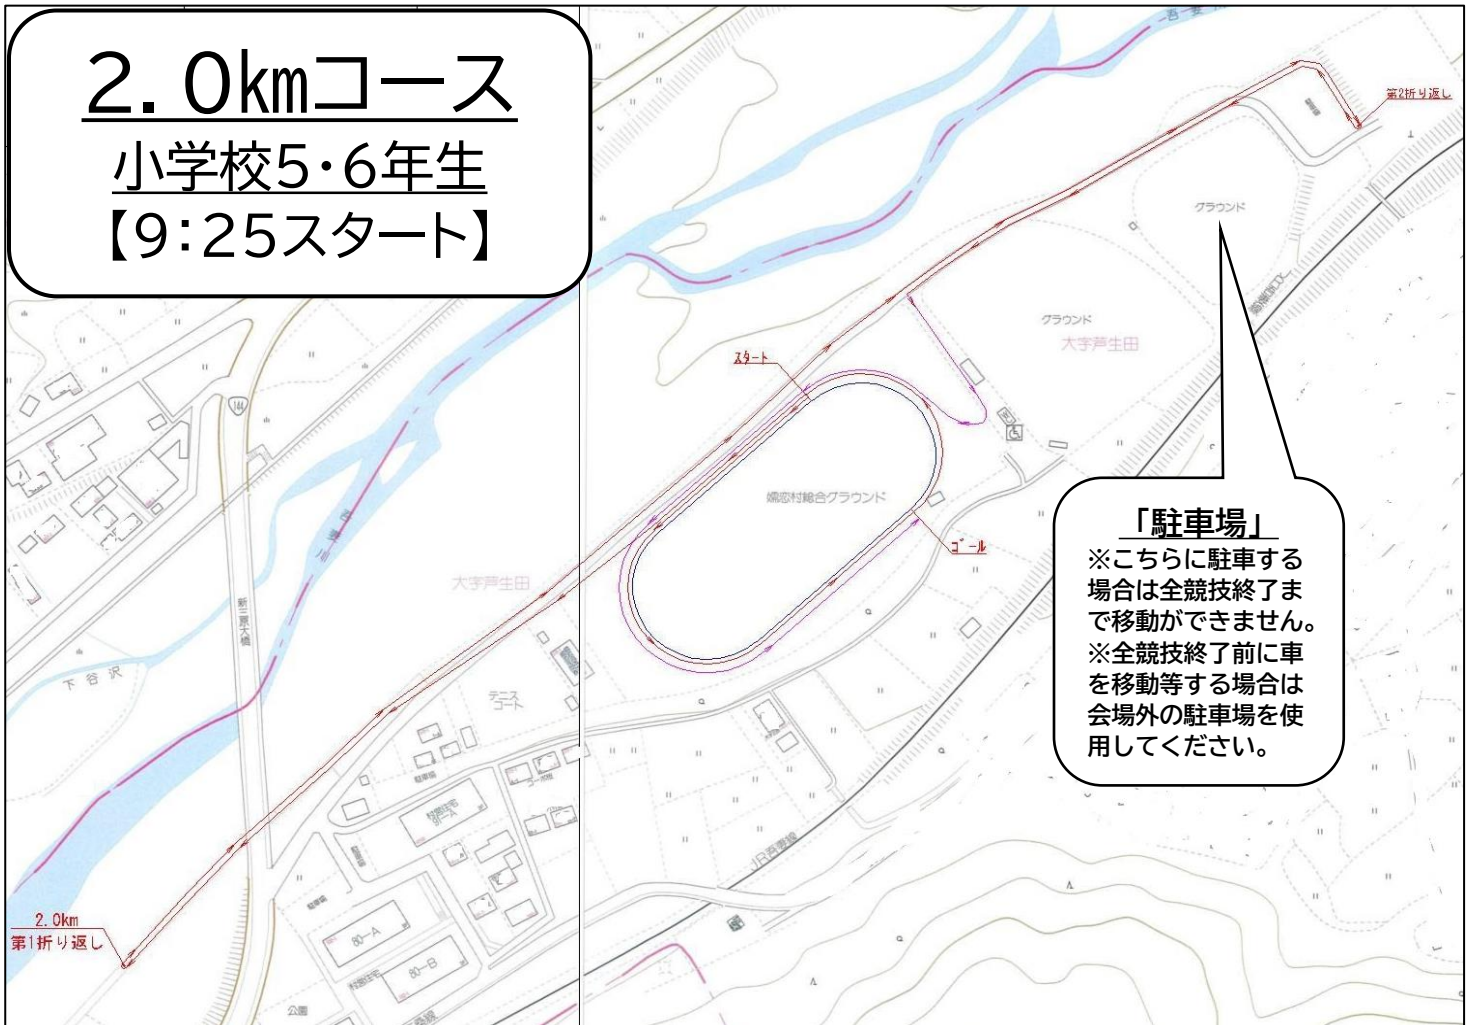 2.0kmコース
小学校5・6年生
【9:25スタート】
第2折り返し
グラウンド
グラウンド
大字芦生田
スタート
144
嬬恋村総合グラウンド
ゴール
大字芦生田
新三原大橋
下谷沢
テニス
コート
JR吾妻線
80-A
80-B
公園
2.0km
第1折り返し
「駐車場」
※こちらに駐車する
場合は全競技終了ま
で移動ができません。
※全競技終了前に車
を移動等する場合は
会場外の駐車場を使
用してください。